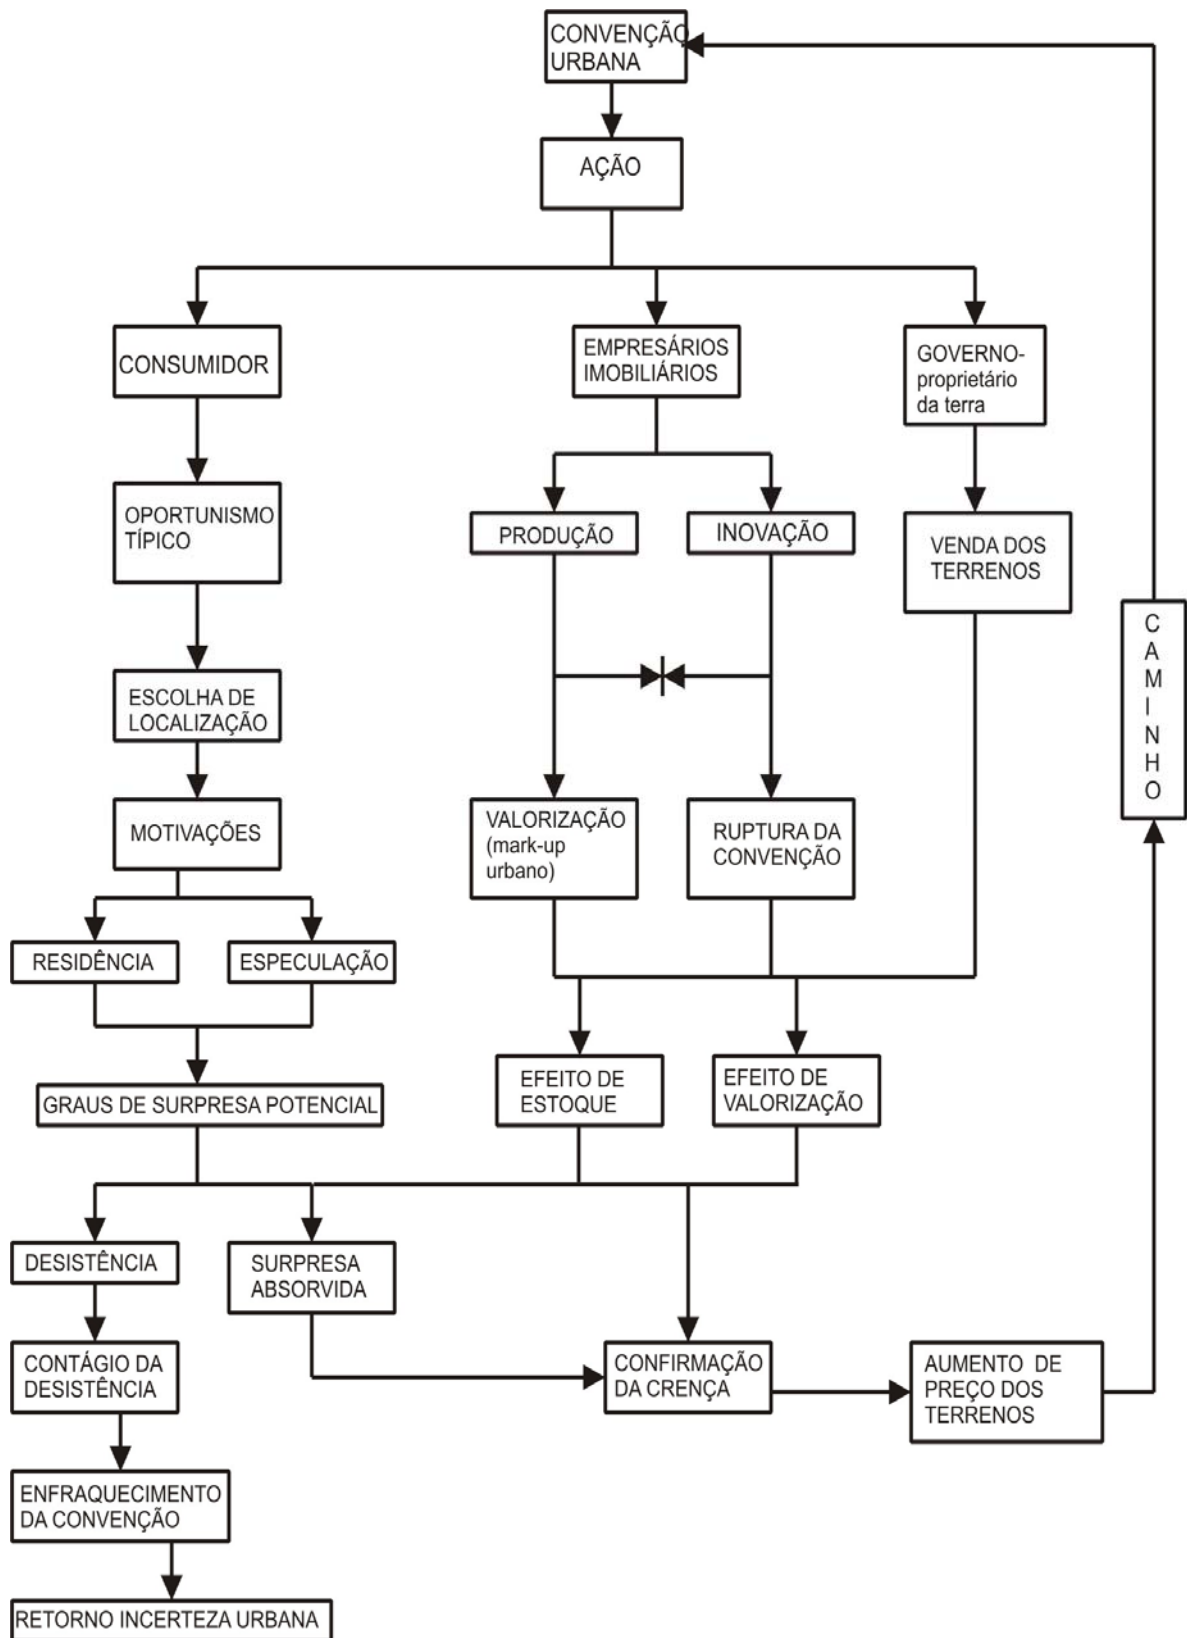 CONVENÇÃO
URBANA
AÇÃO
CONSUMIDOR
EMPRESÁRIOS
IMOBILIÁRIOS
GOVERNO-
proprietário
da terra
OPORTUNISMO
TÍPICO
PRODUÇÃO
INOVAÇÃO
VENDA DOS
TERRENOS
CAMINHO
ESCOLHA DE
LOCALIZAÇÃO
MOTIVAÇÕES
VALORIZAÇÃO
(mark-up
urbano)
RUPTURA DA
CONVENÇÃO
RESIDÊNCIA
ESPECULAÇÃO
GRAUS DE SURPRESA POTENCIAL
EFEITO DE
ESTOQUE
EFEITO DE
VALORIZAÇÃO
DESISTÊNCIA
SURPRESA
ABSORVIDA
CONTÁGIO DA
DESISTÊNCIA
CONFIRMAÇÃO
DA CRENÇA
AUMENTO DE
PREÇO DOS
TERRENOS
ENFRAQUECIMENTO
DA CONVENÇÃO
RETORNO INCERTEZA URBANA